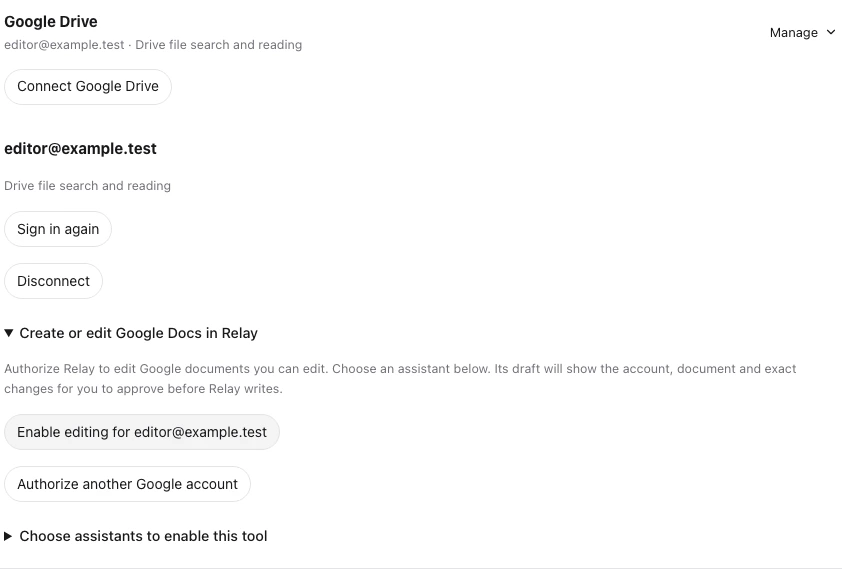 Google Drive
Manage
editor@example.test · Drive file search and reading
Connect Google Drive
editor@example.test
Drive file search and reading
Sign in again
Disconnect
Create or edit Google Docs in Relay
Authorize Relay to edit Google documents you can edit. Choose an assistant below. Its draft will show the account, document and exact
changes for you to approve before Relay writes.
Enable editing for editor@example.test
Authorize another Google account
Choose assistants to enable this tool